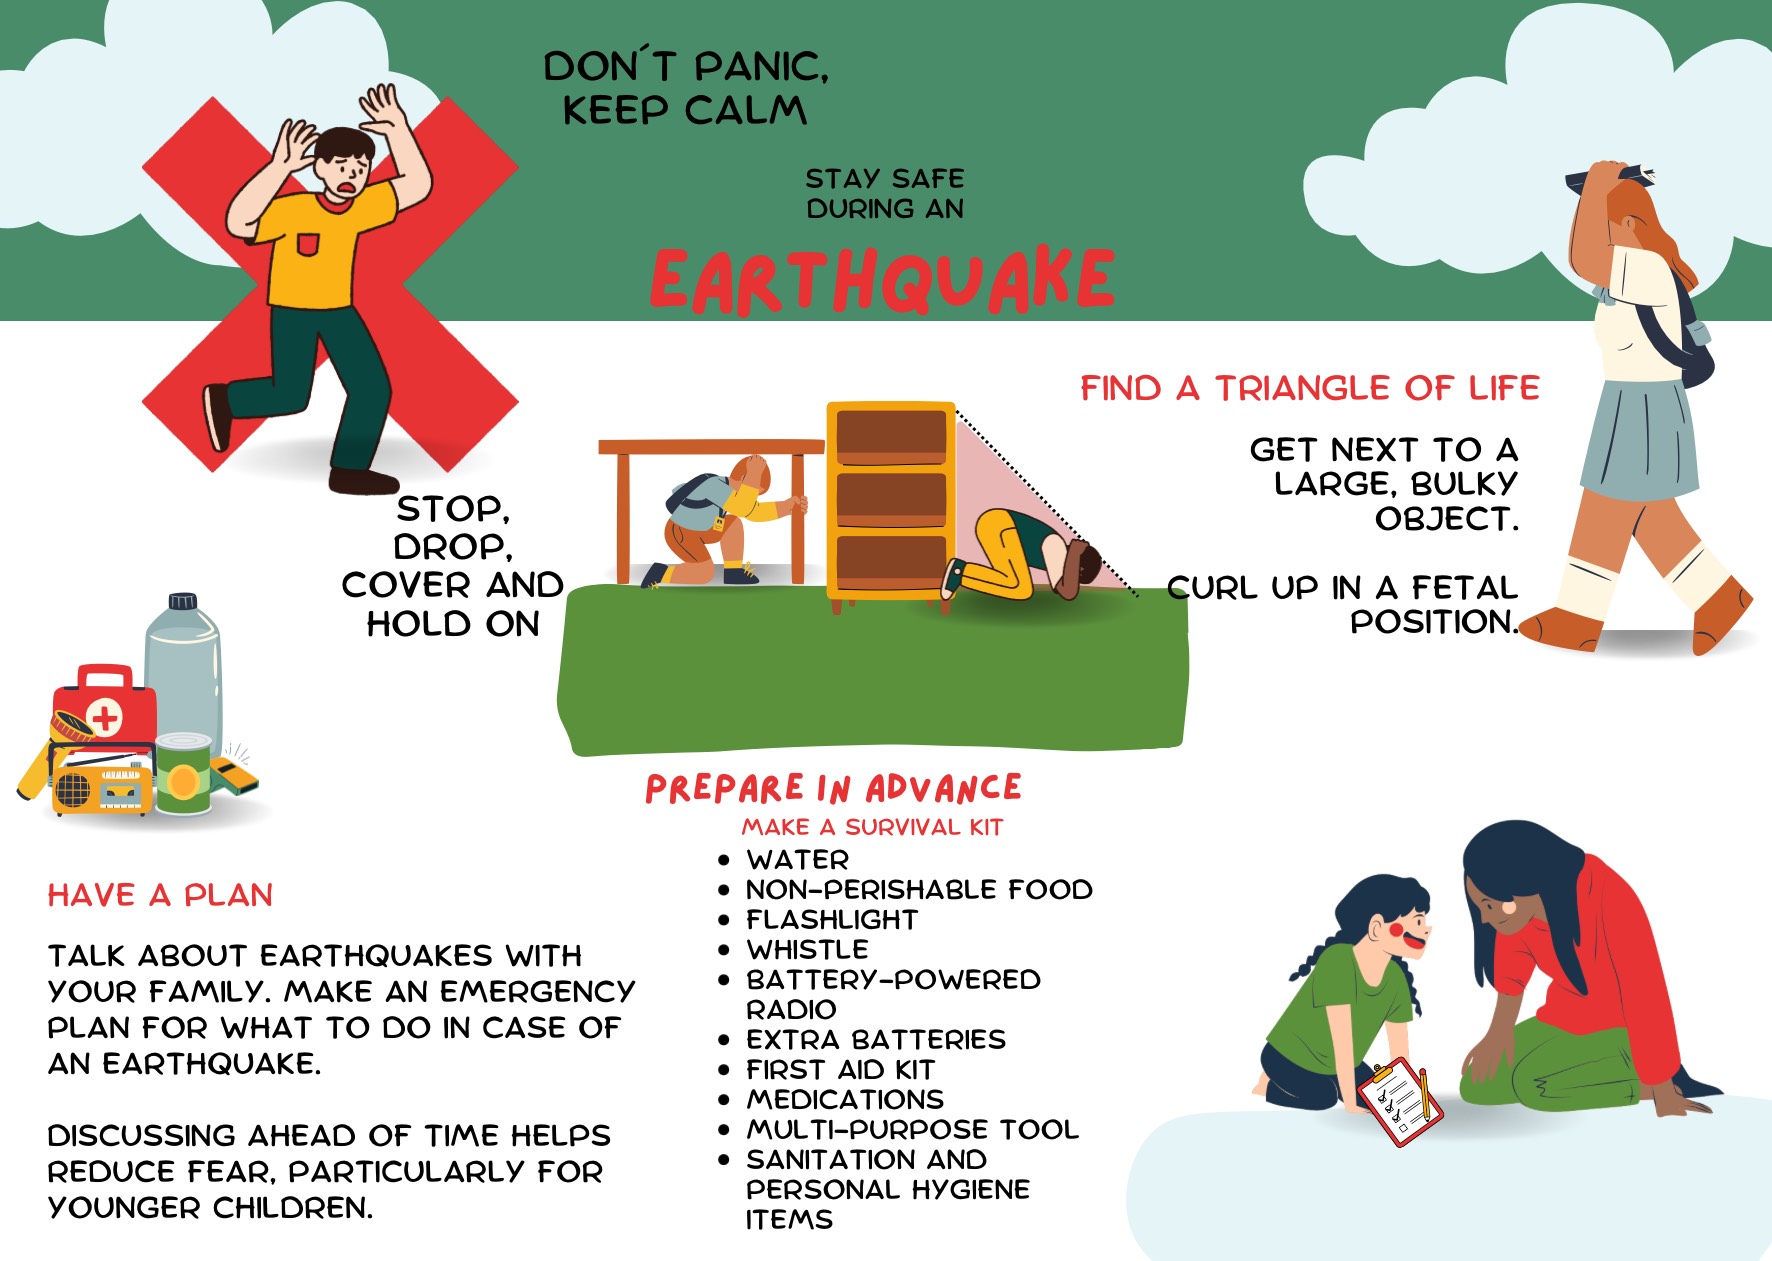 DON´T PANIC,
KEEP CALM
STAY SAFE
DURING AN
EARTHQUAKE
STOP,
DROP,
COVER AND
HOLD ON
FIND A TRIANGLE OF LIFE
GET NEXT TO A
LARGE, BULKY
OBJECT.
CURL UP IN A FETAL
POSITION.
HAVE A PLAN
TALK ABOUT EARTHQUAKES WITH
YOUR FAMILY. MAKE AN EMERGENCY
PLAN FOR WHAT TO DO IN CASE OF
AN EARTHQUAKE.
DISCUSSING AHEAD OF TIME HELPS
REDUCE FEAR, PARTICULARLY FOR
YOUNGER CHILDREN.
PREPARE IN ADVANCE
MAKE A SURVIVAL KIT
• WATER
• NON-PERISHABLE FOOD
• FLASHLIGHT
• WHISTLE
• BATTERY-POWERED
RADIO
• EXTRA BATTERIES
• FIRST AID KIT
• MEDICATIONS
• MULTI-PURPOSE TOOL
• SANITATION AND
PERSONAL HYGIENE
ITEMS